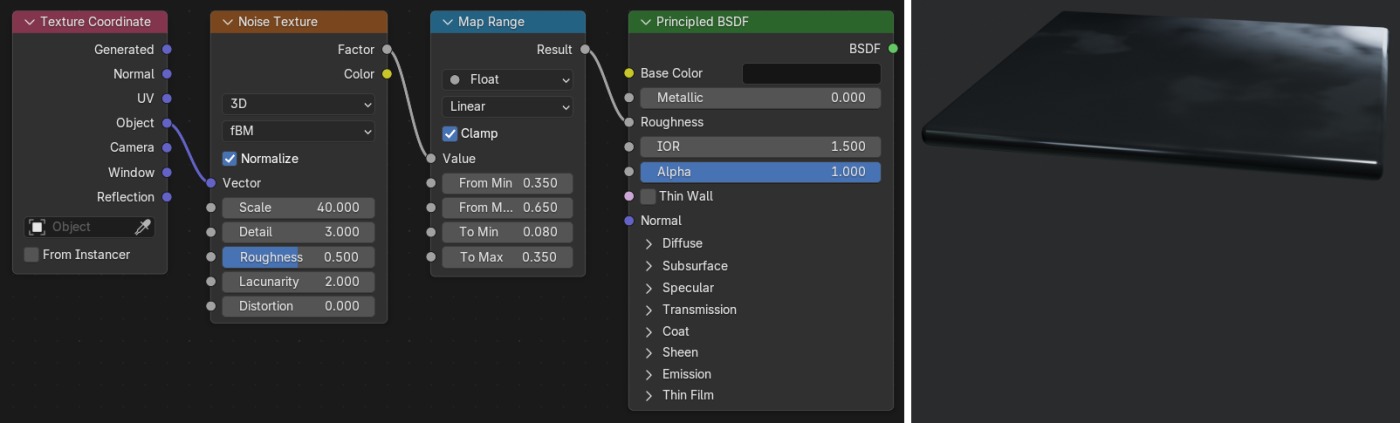 Texture Coordinate
Generated
Normal
UV
Object
Camera
Window
Reflection
Object
From Instancer
Noise Texture
Factor
Color
3D
fBM
Normalize
Vector
Scale 40.000
Detail 3.000
Roughness 0.500
Lacunarity 2.000
Distortion 0.000
Map Range
Result
Float
Linear
Clamp
Value
From Min 0.350
From M... 0.650
To Min 0.080
To Max 0.350
Principled BSDF
BSDF
Base Color
Metallic 0.000
Roughness
IOR 1.500
Alpha 1.000
Thin Wall
Normal
Diffuse
Subsurface
Specular
Transmission
Coat
Sheen
Emission
Thin Film